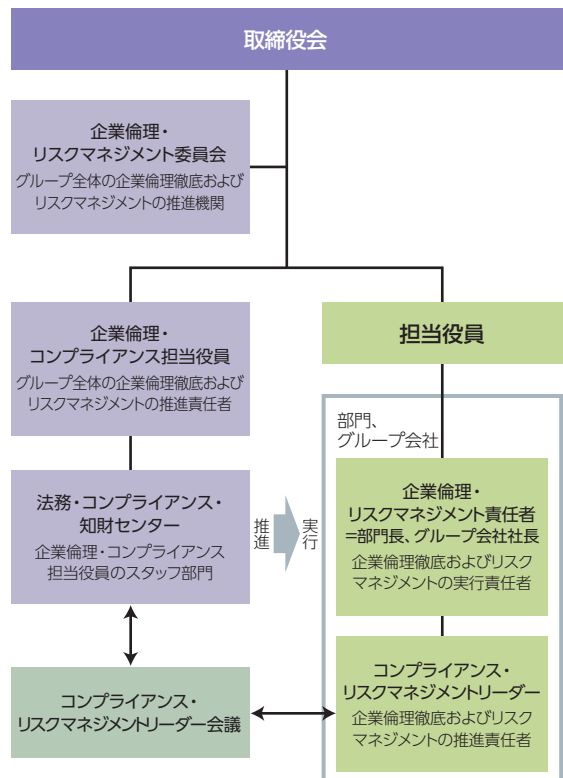 取締役会
企業倫理・
リスクマネジメント委員会
グループ全体の企業倫理徹底および
リスクマネジメントの推進機関
企業倫理・
コンプライアンス担当役員
グループ全体の企業倫理徹底および
リスクマネジメントの推進責任者
担当役員
部門、
グループ会社
法務・コンプライアンス・
知財センター
企業倫理・コンプライアンス
担当役員のスタッフ部門
推進
実行
企業倫理・
リスクマネジメント責任者
=部門長、グループ会社社長
企業倫理徹底およびリスク
マネジメントの実行責任者
コンプライアンス・
リスクマネジメントリーダー会議
コンプライアンス・
リスクマネジメントリーダー
企業倫理徹底およびリスク
マネジメントの推進責任者